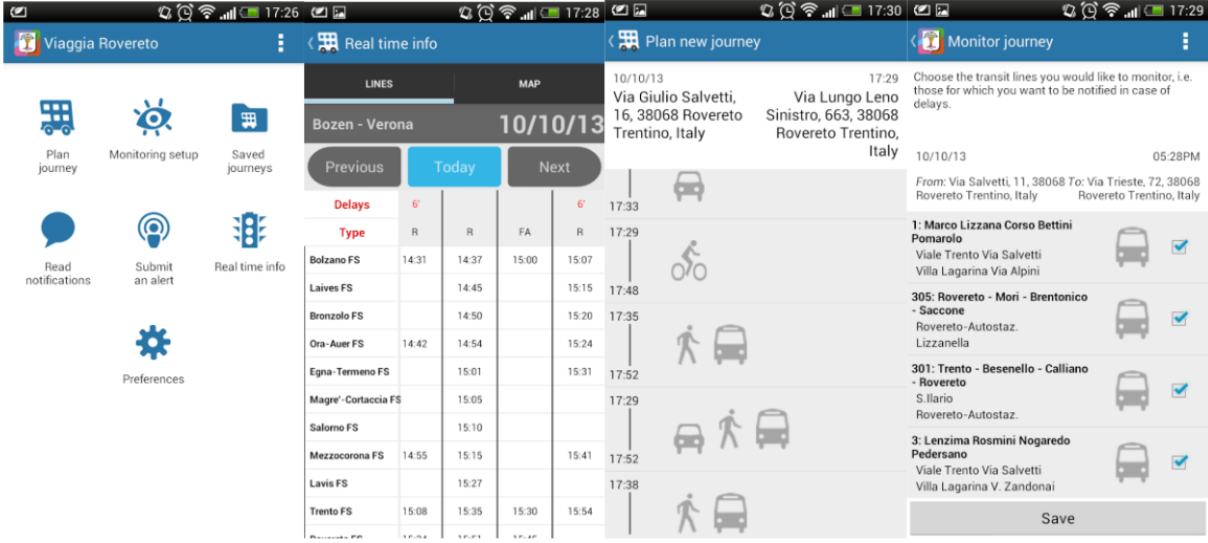 17:26
Viaggia Rovereto
Plan
journey
Monitoring setup
Saved
journeys
Read
notifications
Submit
an alert
Real time info
Preferences
17:28
Real time info
LINES MAP
Bozen - Verona 10/10/13
Previous Today Next
Delays 6' 6'
Type R R FA R
Bolzano FS 14:31 14:37 15:00 15:07
Laives FS 14:45 15:15
Bronzolo FS 14:50 15:20
Ora-Auer FS 14:42 14:54 15:24
Egna-Termeno FS 15:01 15:31
Magre'-Cortaccia FS 15:05
Salorno FS 15:10
Mezzocorona FS 14:55 15:15 15:41
Lavis FS 15:27
Trento FS 15:08 15:35 15:30 15:54
17:30
Plan new journey
10/10/13 17:29
Via Giulio Salvetti, Via Lungo Leno
16, 38068 Rovereto Sinistro, 663, 38068
Trentino, Italy Rovereto Trentino,
Italy
17:33
17:29
17:48
17:35
17:52
17:29
17:52
17:38
17:29
Monitor journey
Choose the transit lines you would like to monitor, i.e.
those for which you want to be notified in case of
delays.
10/10/13 05:28PM
From: Via Salvetti, 11, 38068 To: Via Trieste, 72, 38068
Rovereto Trentino, Italy Rovereto Trentino, Italy
1: Marco Lizzana Corso Bettini
Pomarolo
Viale Trento Via Salvetti
Villa Lagarina Via Alpini
305: Rovereto - Mori - Brentonico
- Saccone
Rovereto-Autostaz.
Lizzanella
301: Trento - Besenello - Calliano
- Rovereto
S.Ilario
Rovereto-Autostaz.
3: Lenzima Rosmini Nogaredo
Pedersano
Viale Trento Via Salvetti
Villa Lagarina V. Zandonai
Save